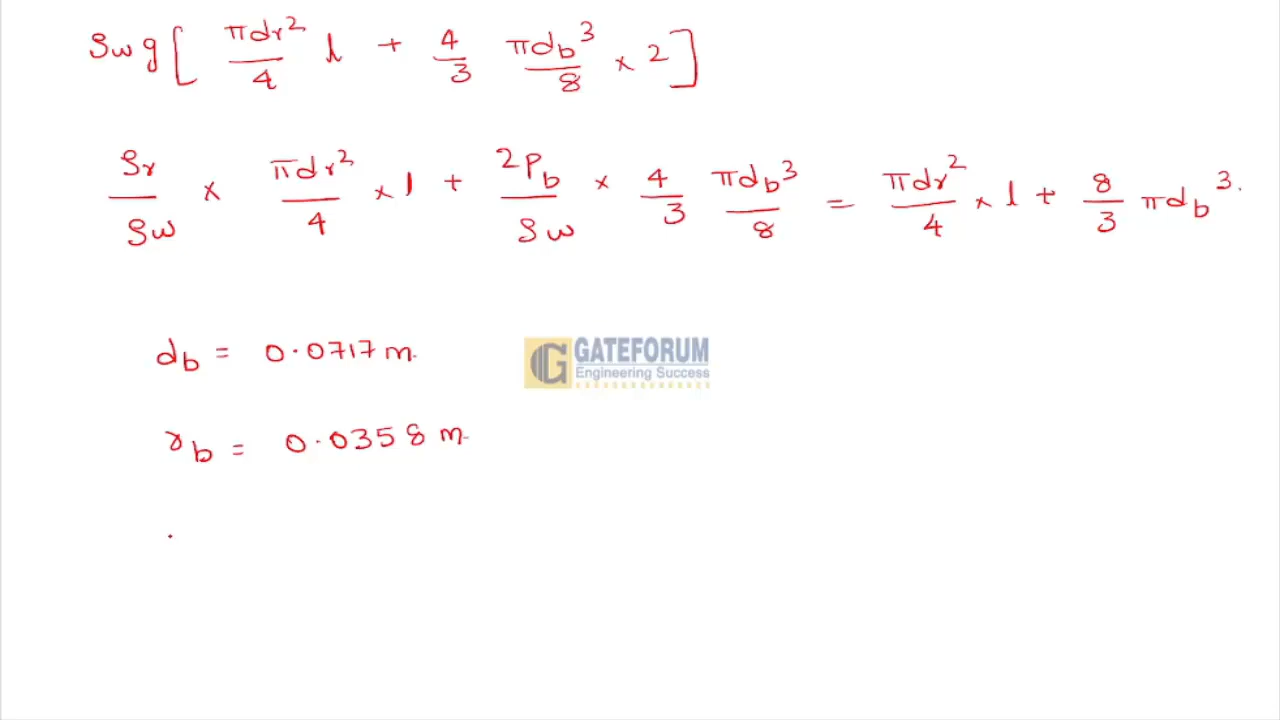 ρw g [ πdr²/4 l + 4/3 πdb³/8 × 2 ]
ρr/ρw × πdr²/4 × l + 2ρb/ρw × 4/3 πdb³/8 = πdr²/4 × l + 8/3 πdb³.
db = 0.0717 m.
GATEFORUM
Engineering Success
rb = 0.0358 m.